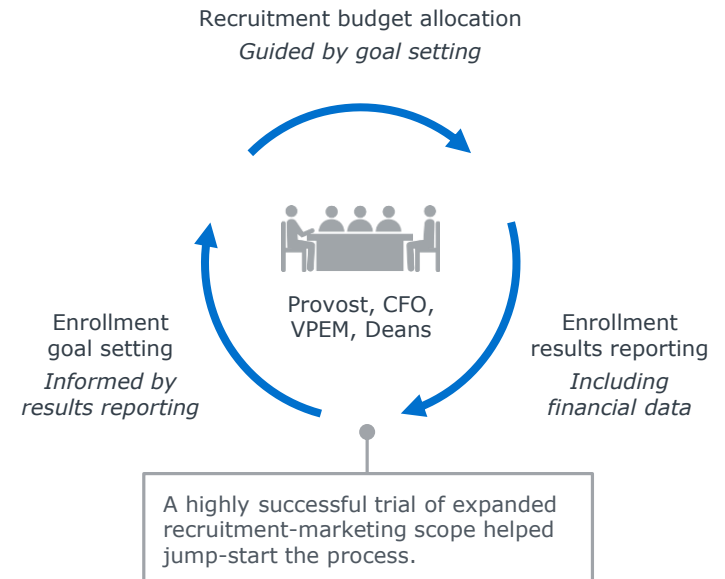 Recruitment budget allocation
Guided by goal setting
Provost, CFO,
VPEM, Deans
Enrollment
goal setting
Informed by
results reporting
Enrollment
results reporting
Including
financial data
A highly successful trial of expanded
recruitment-marketing scope helped
jump-start the process.